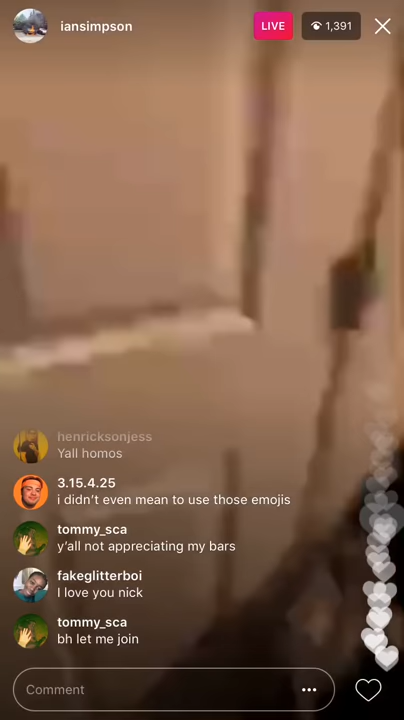 iansimpson
LIVE
1,391
henricksonjess
Yall homos
3.15.4.25
i didn't even mean to use those emojis
tommy_sca
y'all not appreciating my bars
fakeglitterboi
I love you nick
tommy_sca
bh let me join
Comment